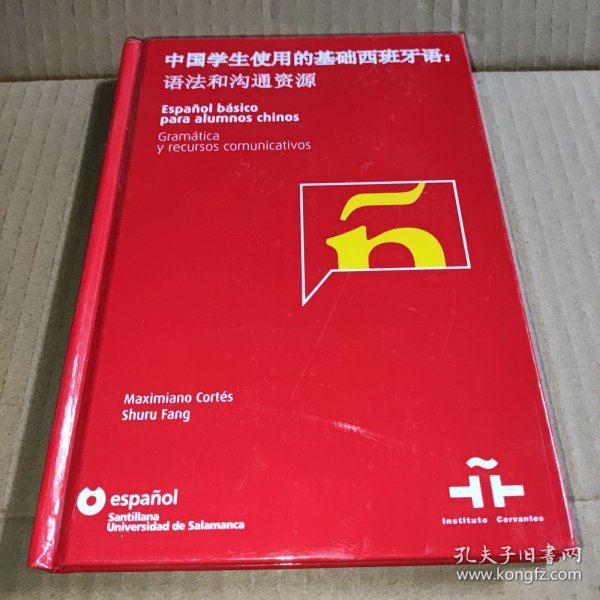 中国学生使用的基础西班牙语：
语法和沟通资源
Español básico
para alumnos chinos
Gramática
y recursos comunicativos
ñ
Maximiano Cortés
Shuru Fang
español
Santillana
Universidad de Salamanca
Instituto Cervantes
孔夫子旧书网
www.kongfz.com